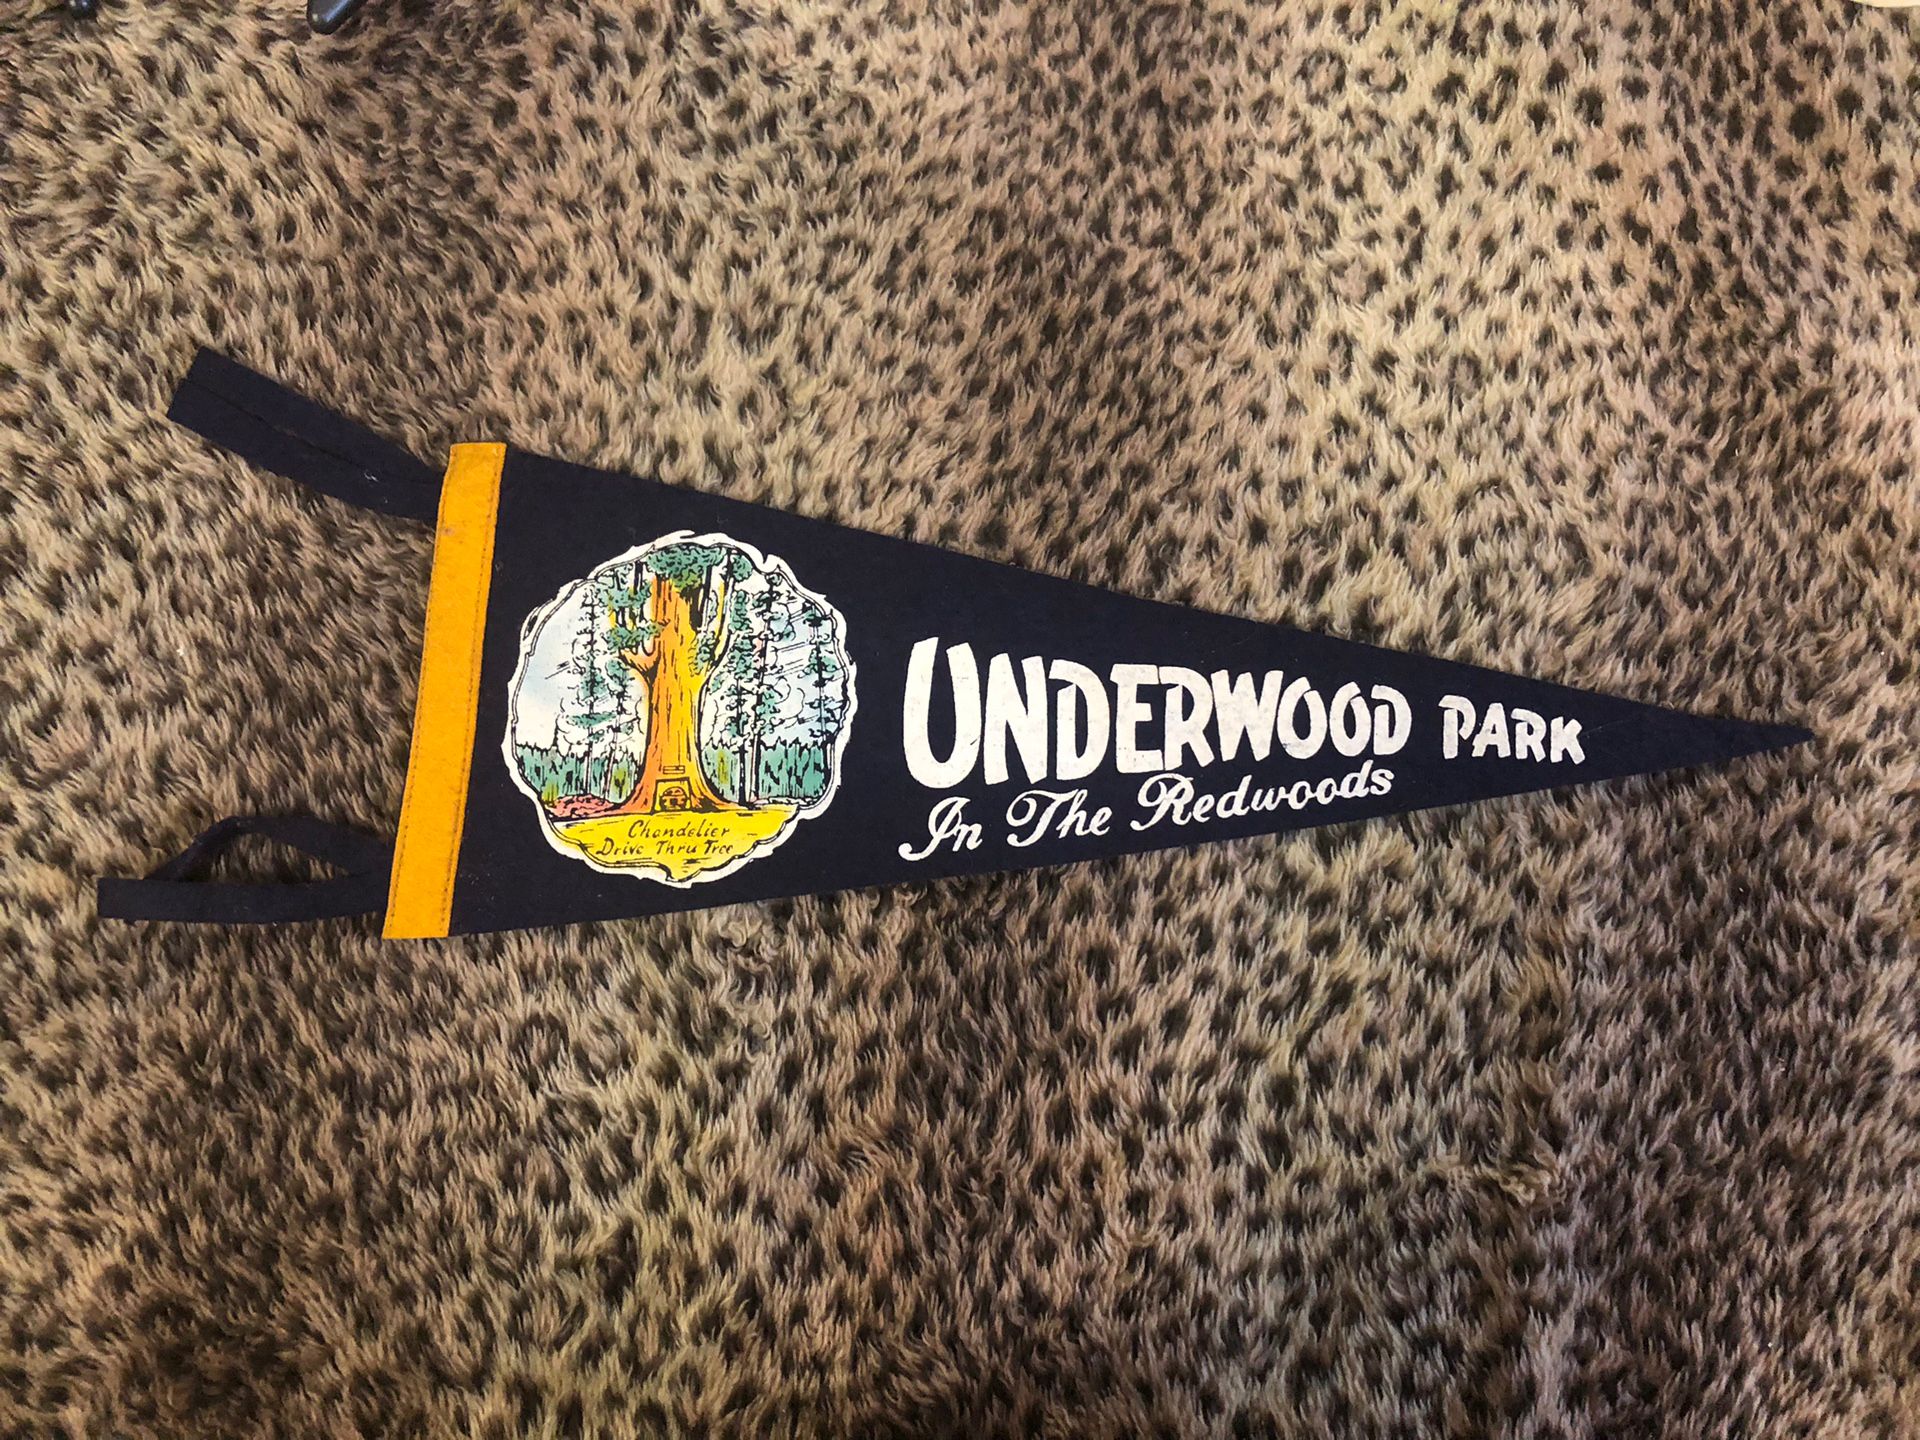 Chandelier
Drive Thru Tree
UNDERWOOD PARK
In The Redwoods